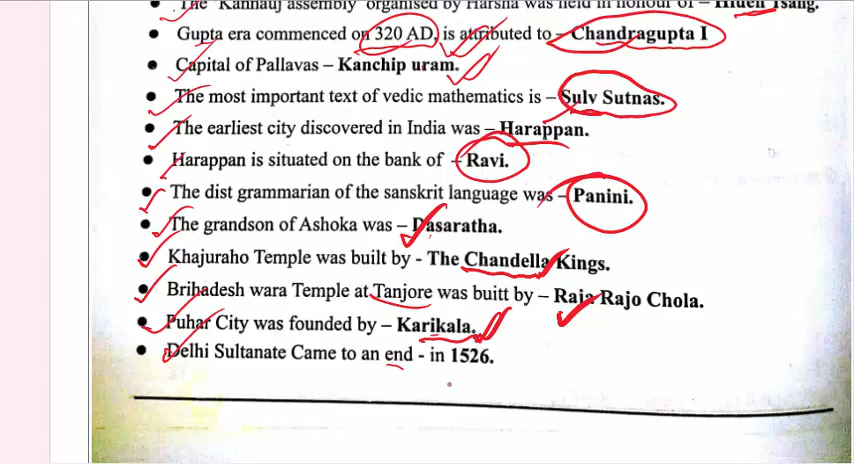 The "Kannauj assembly" organised by Harsha was held in honour of – Hiuen Tsang.
• Gupta era commenced on 320 AD, is attributed to – Chandragupta I
• Capital of Pallavas – Kanchip uram.
• The most important text of vedic mathematics is – Sulv Sutnas.
• The earliest city discovered in India was – Harappan.
• Harappan is situated on the bank of – Ravi.
• The dist grammarian of the sanskrit language was – Panini.
• The grandson of Ashoka was – Dasaratha.
• Khajuraho Temple was built by - The Chandella Kings.
• Brihadesh wara Temple at Tanjore was buitt by – Raja Rajo Chola.
• Puhar City was founded by – Karikala.
• Delhi Sultanate Came to an end - in 1526.